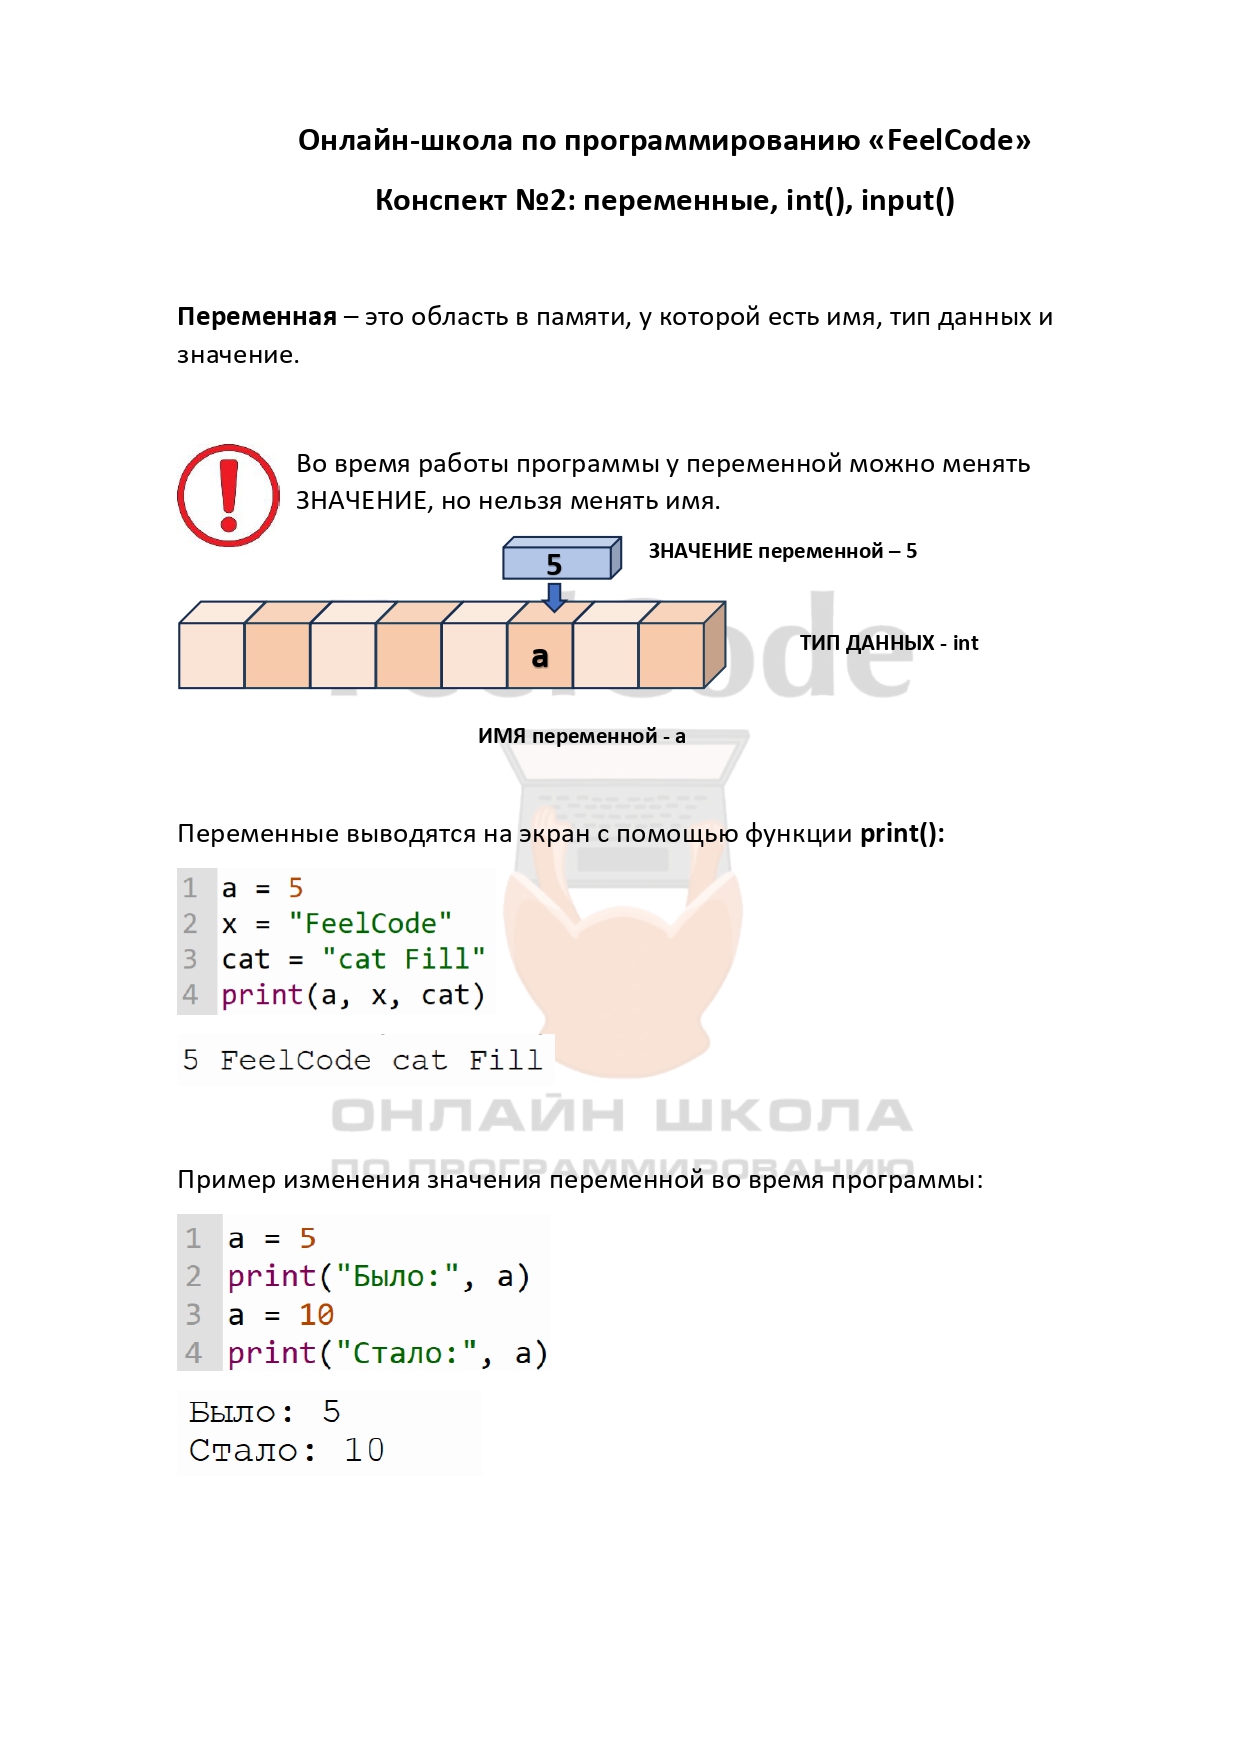 Онлайн-школа по программированию «FeelCode»
Конспект №2: переменные, int(), input()
Переменная – это область в памяти, у которой есть имя, тип данных и
значение.
Во время работы программы у переменной можно менять
ЗНАЧЕНИЕ, но нельзя менять имя.
5
ЗНАЧЕНИЕ переменной – 5
a
ТИП ДАННЫХ - int
ИМЯ переменной - a
Переменные выводятся на экран с помощью функции print():
1 a = 5
2 x = "FeelCode"
3 cat = "cat Fill"
4 print(a, x, cat)
5 FeelCode cat Fill
ОНЛАЙН ШКОЛА
ПО ПРОГРАММИРОВАНИЮ
Пример изменения значения переменной во время программы:
1 a = 5
2 print("Было:", a)
3 a = 10
4 print("Стало:", a)
Было: 5
Стало: 10